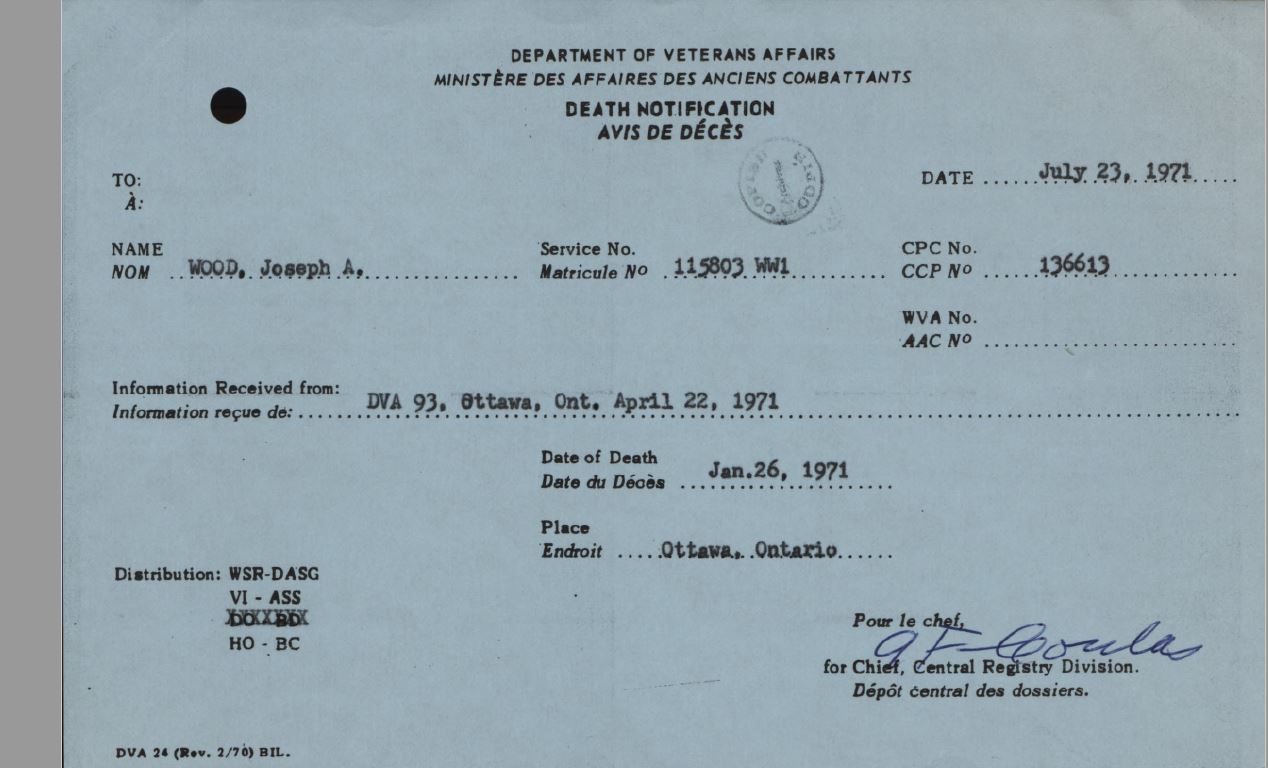 DEPARTMENT OF VETERANS AFFAIRS
MINISTÈRE DES AFFAIRES DES ANCIENS COMBATTANTS
DEATH NOTIFICATION
AVIS DE DÉCÈS
COPIED
TO:
À:
DATE ...... July 23, 1971 .....
NAME
NOM .. WOOD, Joseph A. ...............
Service No.
Matricule No . 115803 WW1 ........
CPC No.
CCP No ...... 136613 .............
WVA No.
AAC No ..............................
Information Received from:
Information reçue de: ....... DVA 93, Ottawa, Ont. April 22, 1971 ..........
Date of Death
Date du Décès ... Jan.26, 1971 .....
Place
Endroit ..... Ottawa, Ontario ......
Distribution: WSR-DASG
VI - ASS
HO - BC
Pour le chef,
for Chief, Central Registry Division.
Dépôt central des dossiers.
DVA 24 (Rev. 2/70) BIL.